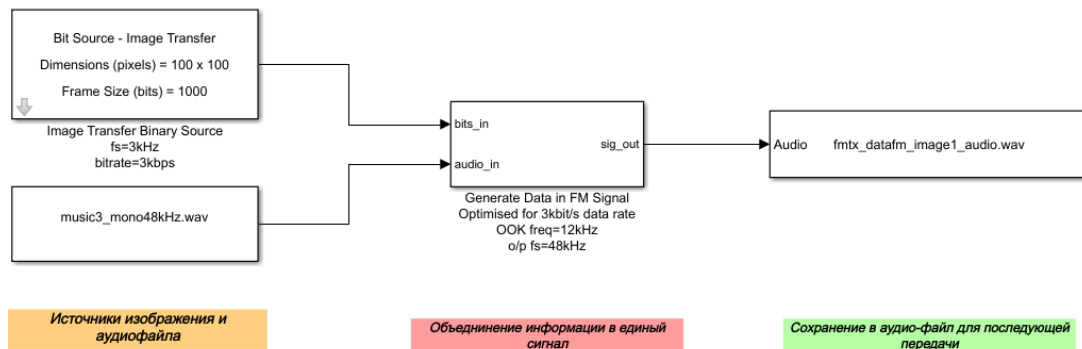 Bit Source - Image Transfer
Dimensions (pixels) = 100 x 100
Frame Size (bits) = 1000
Image Transfer Binary Source
fs=3kHz
bitrate=3kbps
music3_mono48kHz.wav
bits_in
audio_in
sig_out
Generate Data in FM Signal
Optimised for 3kbit/s data rate
OOK freq=12kHz
o/p fs=48kHz
Audio
fmtx_datafm_image1_audio.wav
Источники изображения и
аудиофайла
Объединение информации в единый
сигнал
Сохранение в аудио-файл для последующей
передачи